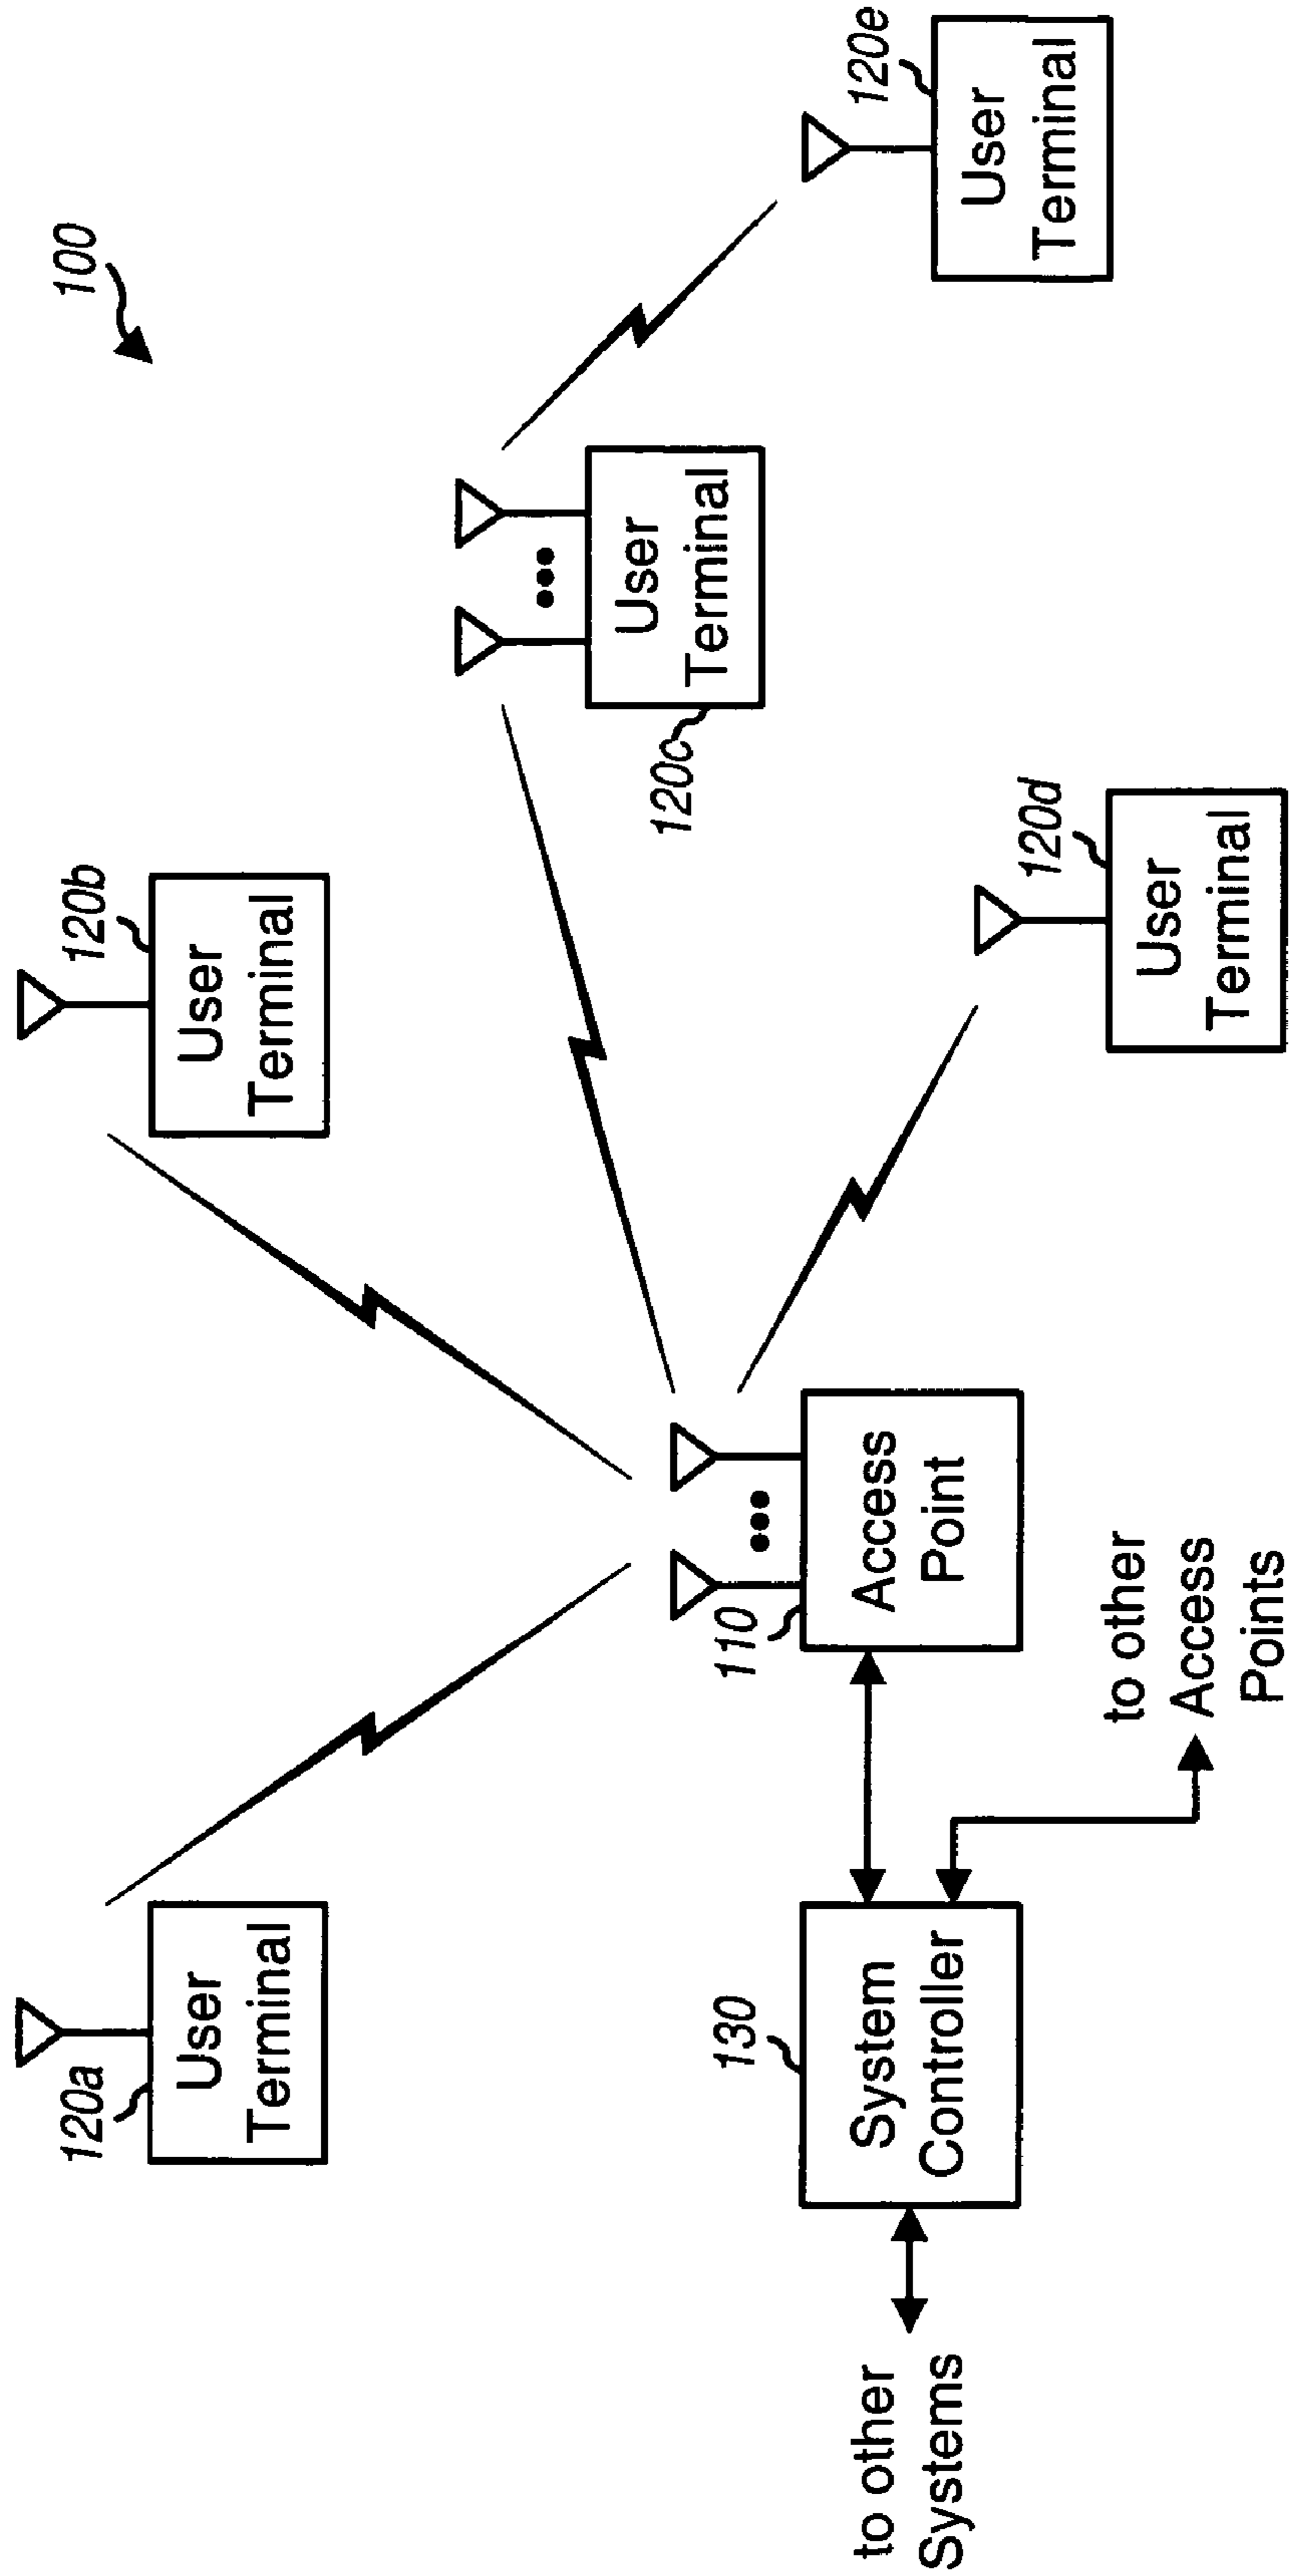 100
120b
User
Terminal
120a
User
Terminal
120e
User
Terminal
120c
User
Terminal
120d
User
Terminal
110
Access
Point
130
System
Controller
to other
Systems
to other
Access
Points